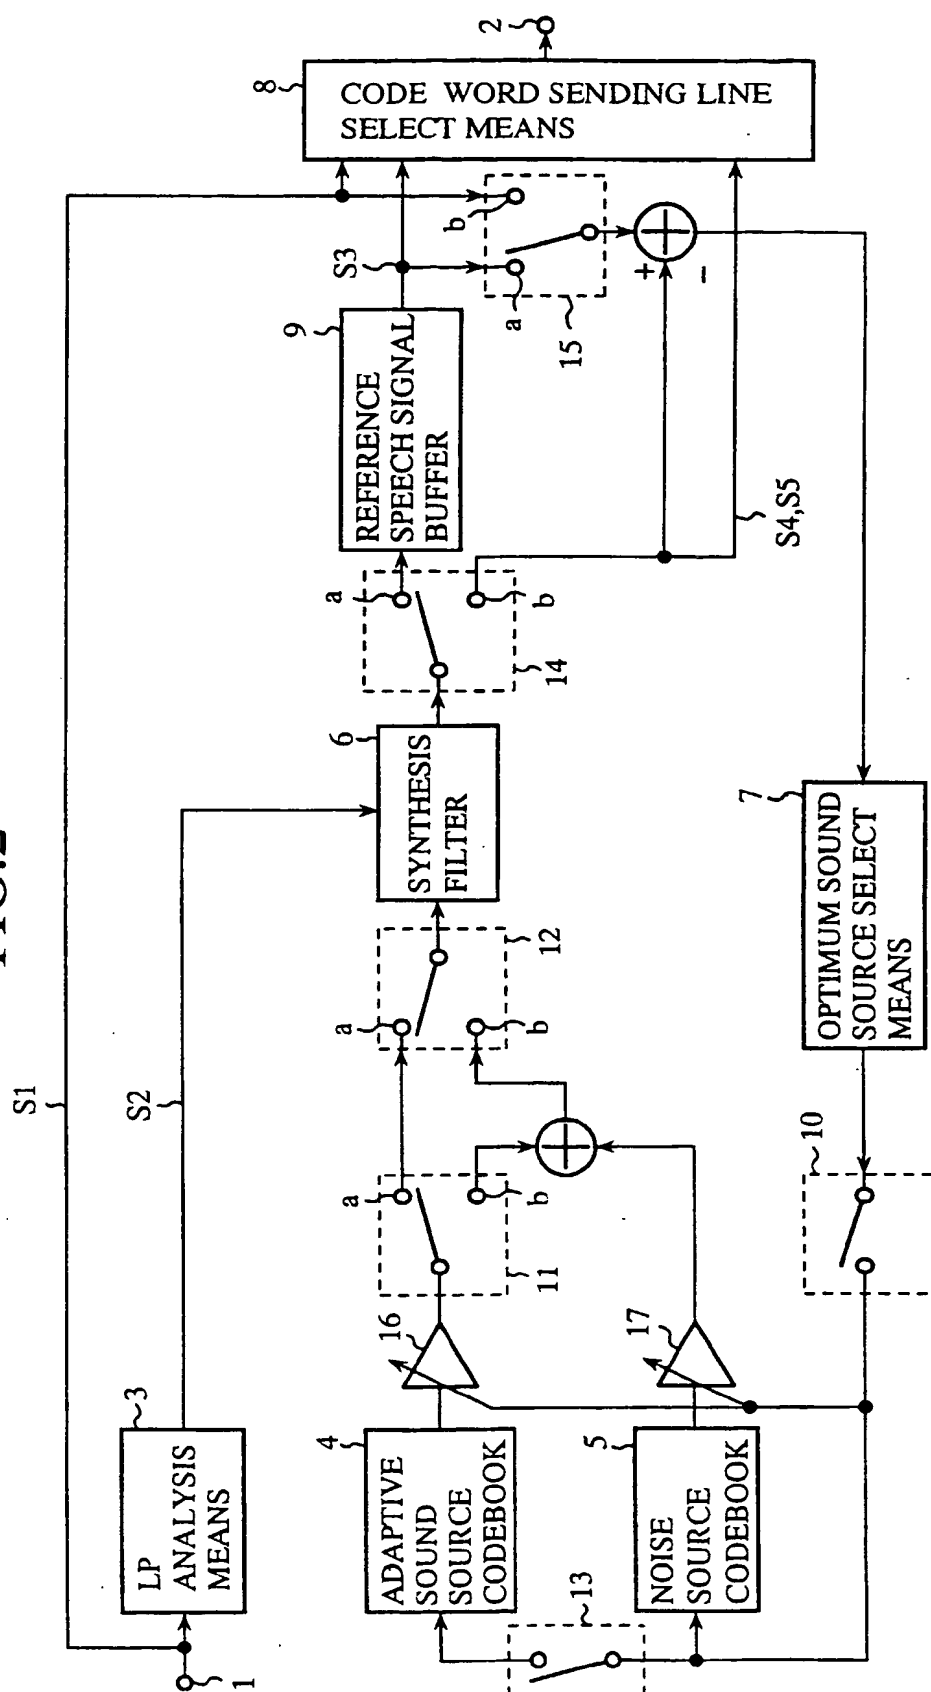 FIG.2
S1
S2
1
3
LP
ANALYSIS
MEANS
4
ADAPTIVE
SOUND
SOURCE
CODEBOOK
16
11
a
b
12
a
b
6
SYNTHESIS
FILTER
14
a
b
9
REFERENCE
SPEECH SIGNAL
BUFFER
S3
15
a
b
+
-
8
CODE WORD SENDING LINE
SELECT MEANS
2
S4,S5
13
5
NOISE
SOURCE
CODEBOOK
17
10
7
OPTIMUM SOUND
SOURCE SELECT
MEANS